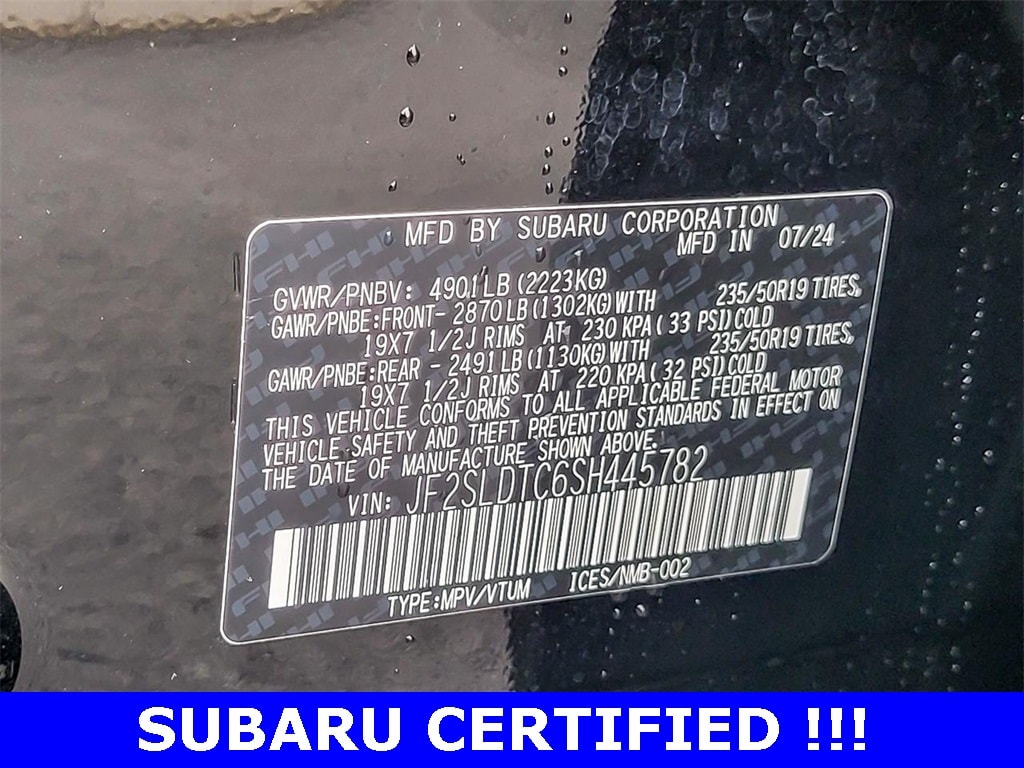 MFD BY SUBARU CORPORATION
MFD IN 07/24
GVWR/PNBV: 4901LB(2223KG)
GAWR/PNBE:FRONT- 2870LB(1302KG)WITH 235/50R19 TIRES,
19X7 1/2J RIMS AT 230 KPA( 33 PSI)COLD
GAWR/PNBE:REAR - 2491LB(1130KG)WITH 235/50R19 TIRES,
19X7 1/2J RIMS AT 220 KPA( 32 PSI)COLD
THIS VEHICLE CONFORMS TO ALL APPLICABLE FEDERAL MOTOR
VEHICLE SAFETY AND THEFT PREVENTION STANDARDS IN EFFECT ON
THE DATE OF MANUFACTURE SHOWN ABOVE.
VIN: JF2SLDTC6SH445782
TYPE:MPV/VTUM ICES/NMB-002
SUBARU CERTIFIED !!!